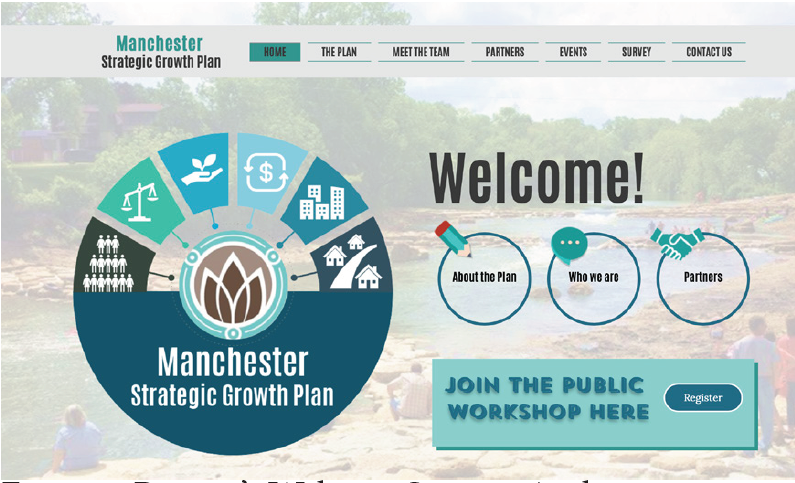 Manchester
Strategic Growth Plan
HOME
THE PLAN
MEET THE TEAM
PARTNERS
EVENTS
SURVEY
CONTACT US
$
Welcome!
About the Plan
Who we are
Partners
Manchester
Strategic Growth Plan
JOIN THE PUBLIC
WORKSHOP HERE
Register